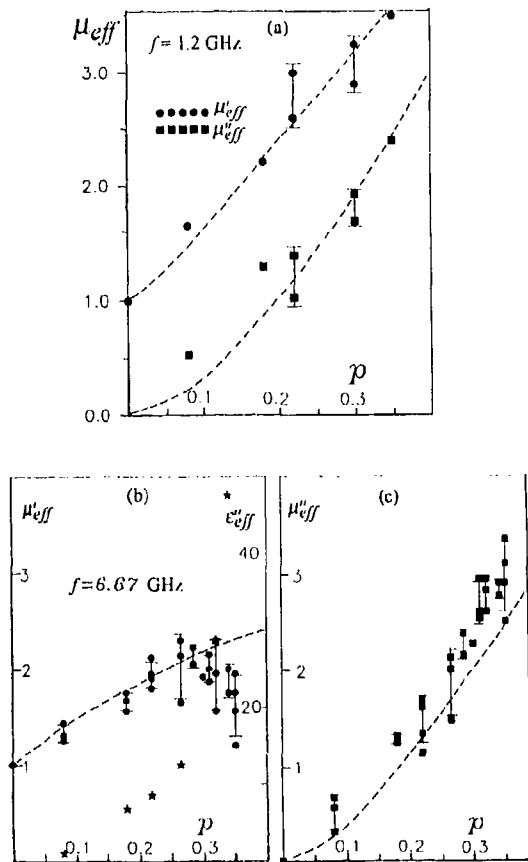 μeff
f = 1.2 GHz
(a)
3.0
μ'eff
μ''eff
2.0
1.0
0.0
0.1
0.2
0.3
p
μ'eff
(b)
ε''eff
40
3
f = 6.67 GHz
2
20
1
0.1
0.2
0.3
p
μ''eff
(c)
3
2
1
0.1
0.2
0.3
p